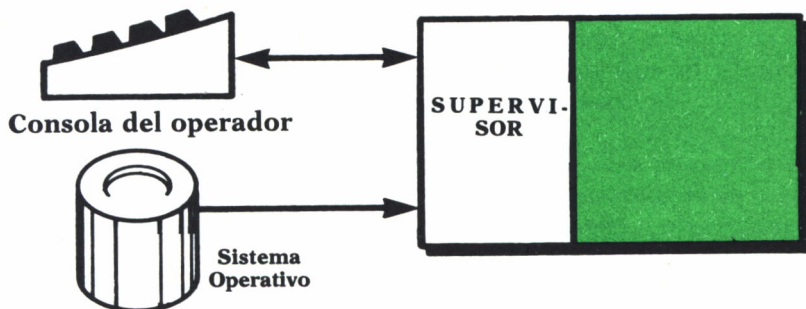 SUPERVI-
SOR
Consola del operador
Sistema
Operativo